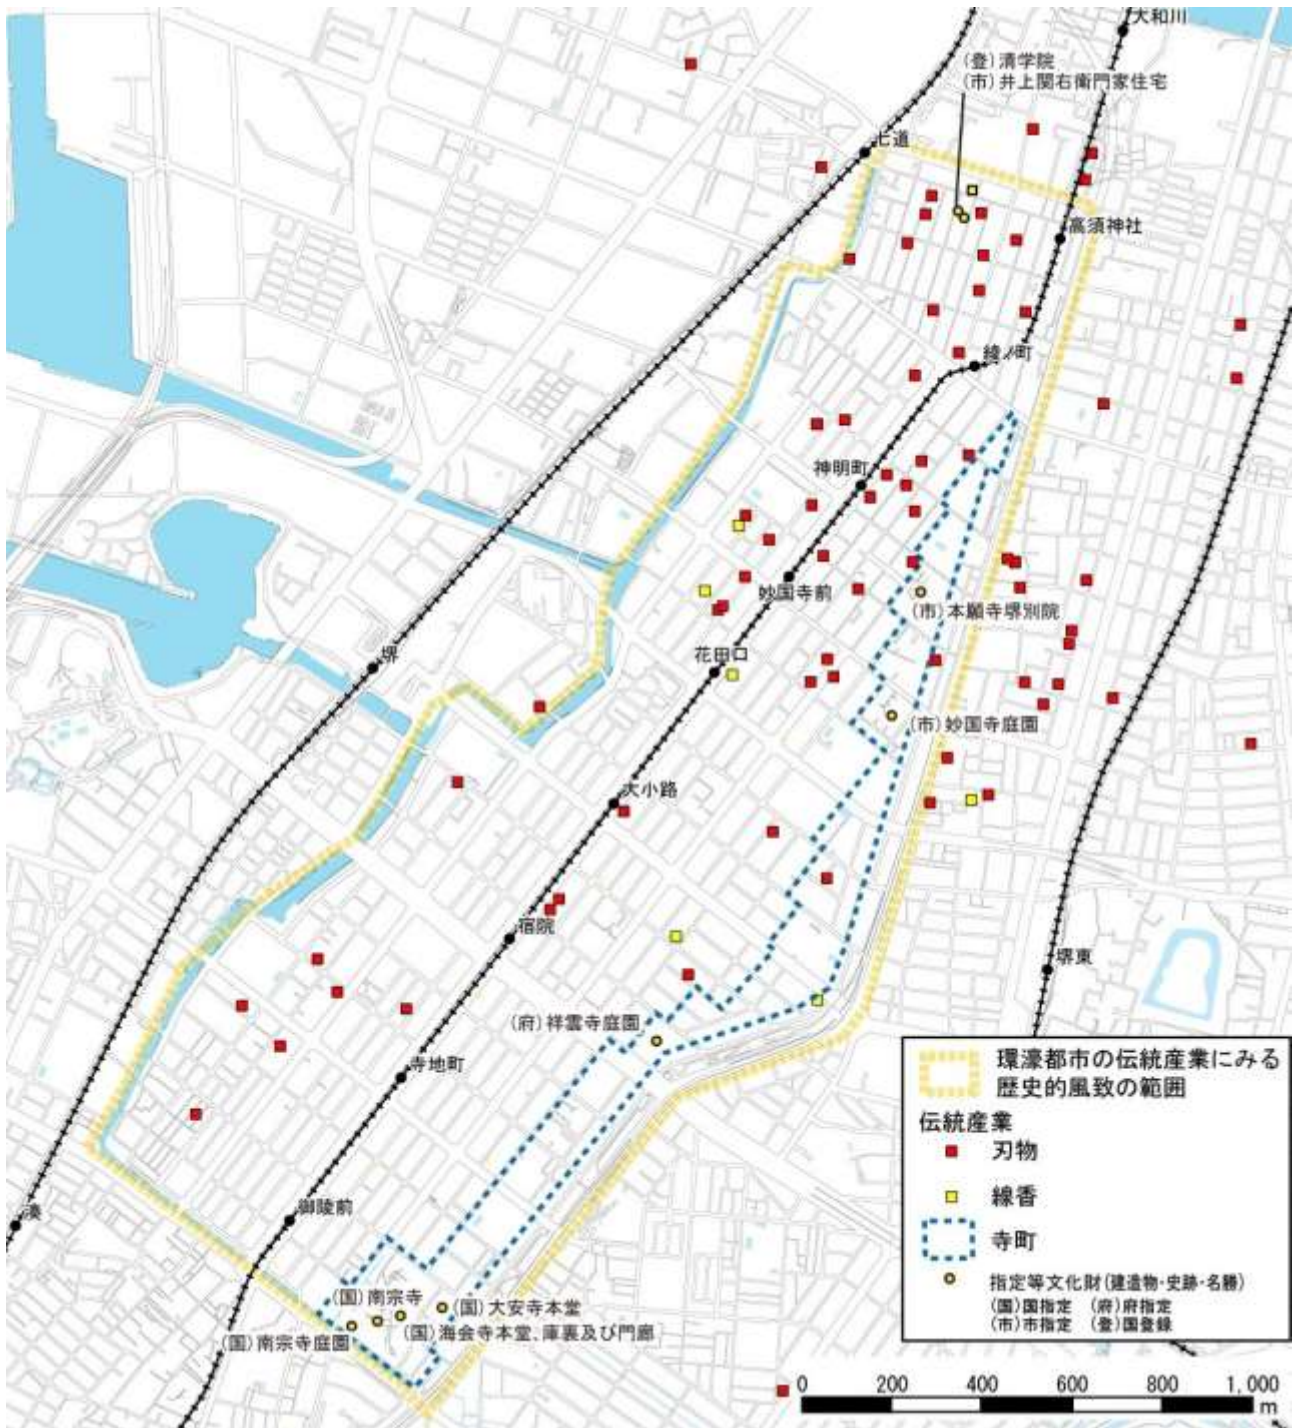 大和川
(登)清学院
(市)井上関右衛門家住宅
七道
高須神社
綾ノ町
神明町
妙国寺前
(市)本願寺堺別院
花田口
堺
(市)妙国寺庭園
大小路
宿院
堺東
(府)祥雲寺庭園
寺地町
御陵前
湊
(国)南宗寺
(国)大安寺本堂
(国)海会寺本堂、庫裏及び門廊
(国)南宗寺庭園
環濠都市の伝統産業にみる
歴史的風致の範囲
伝統産業
刃物
線香
寺町
指定等文化財(建造物・史跡・名勝)
(国)国指定 (府)府指定
(市)市指定 (登)国登録
0 200 400 600 800 1,000
m